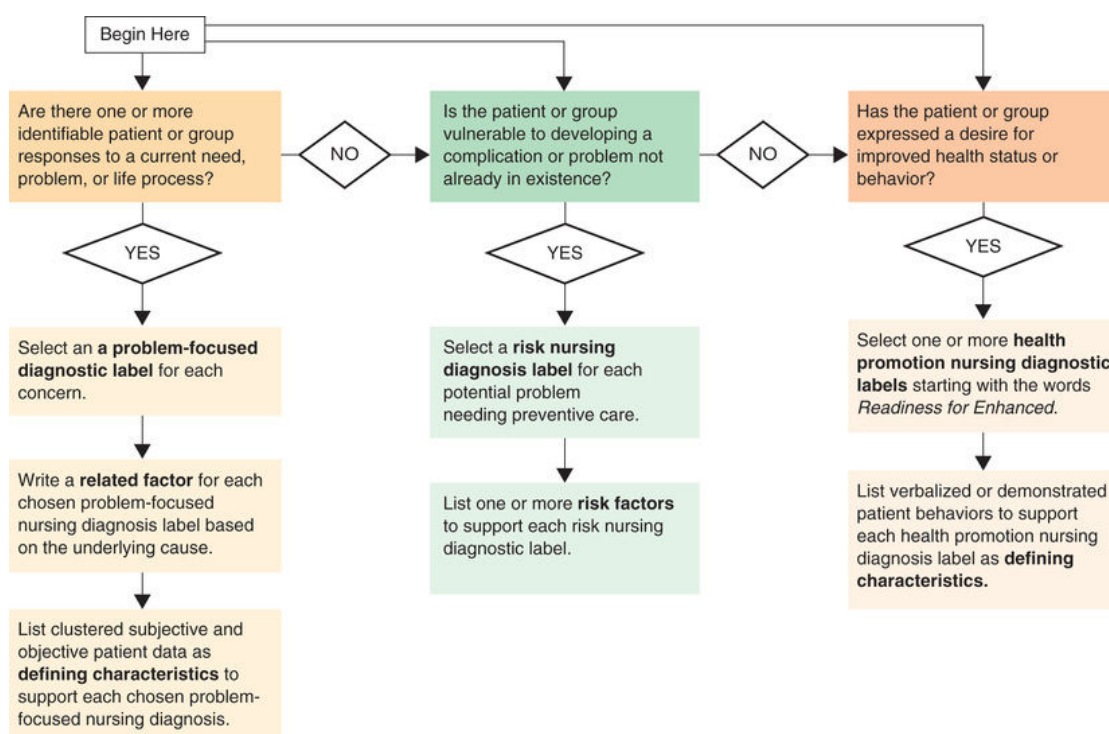 Begin Here
Are there one or more
identifiable patient or group
responses to a current need,
problem, or life process?
NO
Is the patient or group
vulnerable to developing a
complication or problem not
already in existence?
NO
Has the patient or group
expressed a desire for
improved health status or
behavior?
YES
YES
YES
Select an a problem-focused
diagnostic label for each
concern.
Write a related factor for each
chosen problem-focused
nursing diagnosis label based
on the underlying cause.
List clustered subjective and
objective patient data as
defining characteristics to
support each chosen problem-
focused nursing diagnosis.
Select a risk nursing
diagnosis label for each
potential problem
needing preventive care.
List one or more risk factors
to support each risk nursing
diagnostic label.
Select one or more health
promotion nursing diagnostic
labels starting with the words
Readiness for Enhanced.
List verbalized or demonstrated
patient behaviors to support
each health promotion nursing
diagnosis label as defining
characteristics.